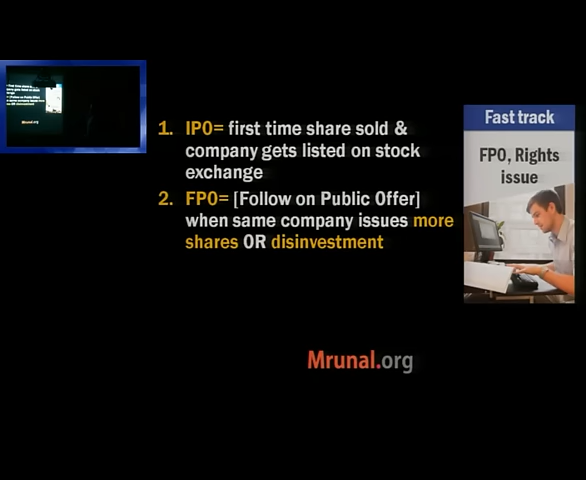 1. IPO= first time share sold &
company gets listed on stock
exchange
2. FPO= [Follow on Public Offer]
when same company issues more
shares OR disinvestment
Fast track
FPO, Rights
issue
Mrunal.org